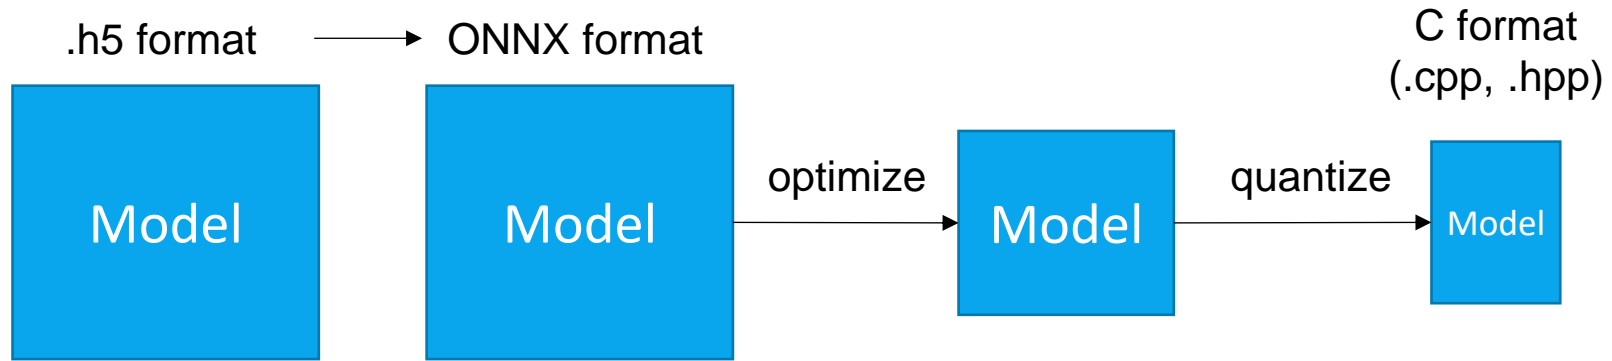 .h5 format
ONNX format
C format
(.cpp, .hpp)
Model
Model
optimize
Model
quantize
Model